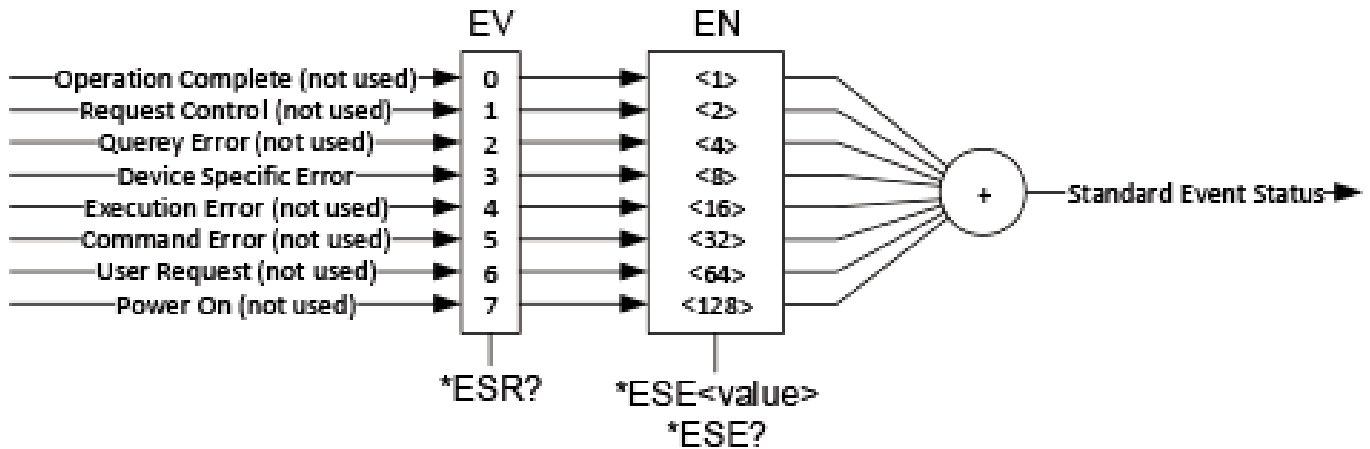 EV EN
Operation Complete (not used) 0 <1>
Request Control (not used) 1 <2>
Querey Error (not used) 2 <4>
Device Specific Error 3 <8>
+ Standard Event Status
Execution Error (not used) 4 <16>
Command Error (not used) 5 <32>
User Request (not used) 6 <64>
Power On (not used) 7 <128>
*ESR? *ESE<value>
*ESE?